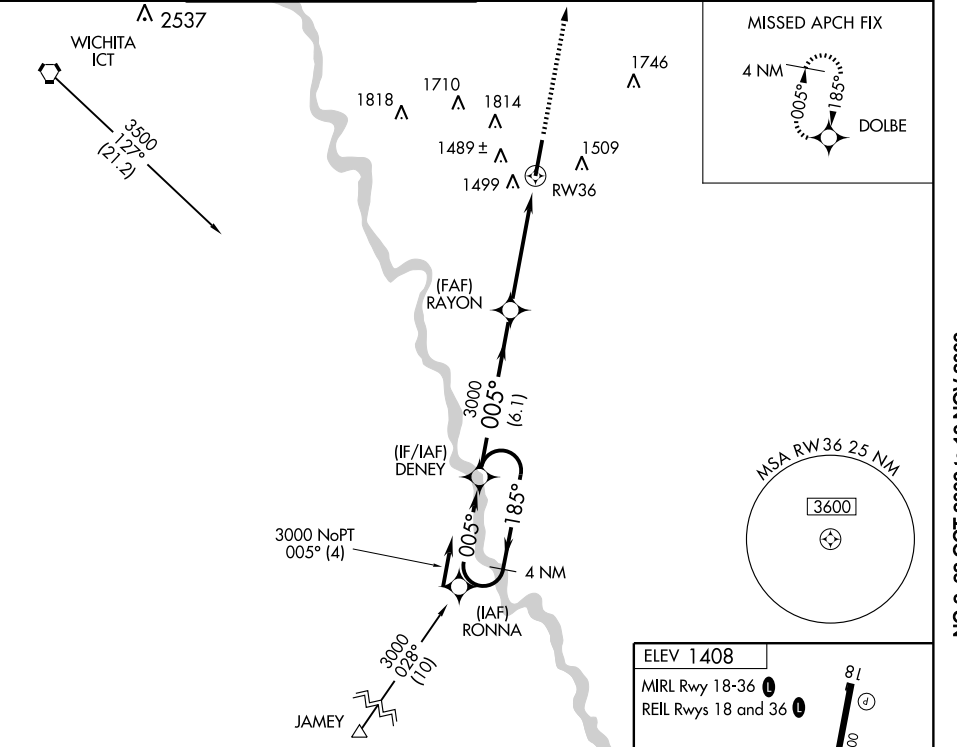 2537
WICHITA
ICT
3500
127°
(21.2)
1818
1710
1814
1489 ±
1499
1746
1509
RW36
MISSED APCH FIX
4 NM
005°
185°
DOLBE
(FAF)
RAYON
3000
005°
(6.1)
(IF/IAF)
DENEY
005°
185°
3000 NoPT
005° (4)
4 NM
(IAF)
RONNA
3000
028°
(10)
JAMEY
MSA RW36 25 NM
3600
ELEV 1408
MIRL Rwy 18-36 L
REIL Rwys 18 and 36 L
18
P
00